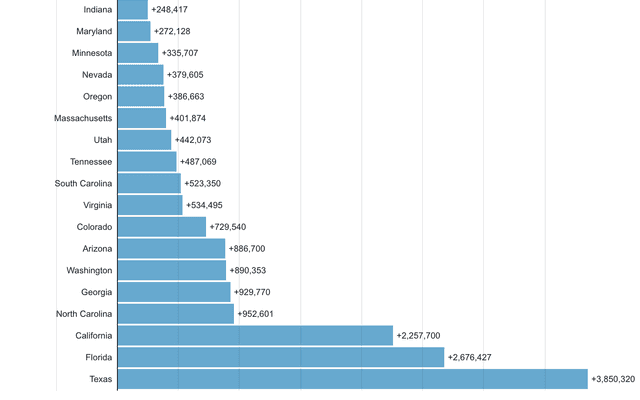 Indiana +248,417
Maryland +272,128
Minnesota +335,707
Nevada +379,605
Oregon +386,663
Massachusetts +401,874
Utah +442,073
Tennessee +487,069
South Carolina +523,350
Virginia +534,495
Colorado +729,540
Arizona +886,700
Washington +890,353
Georgia +929,770
North Carolina +952,601
California +2,257,700
Florida +2,676,427
Texas +3,850,320